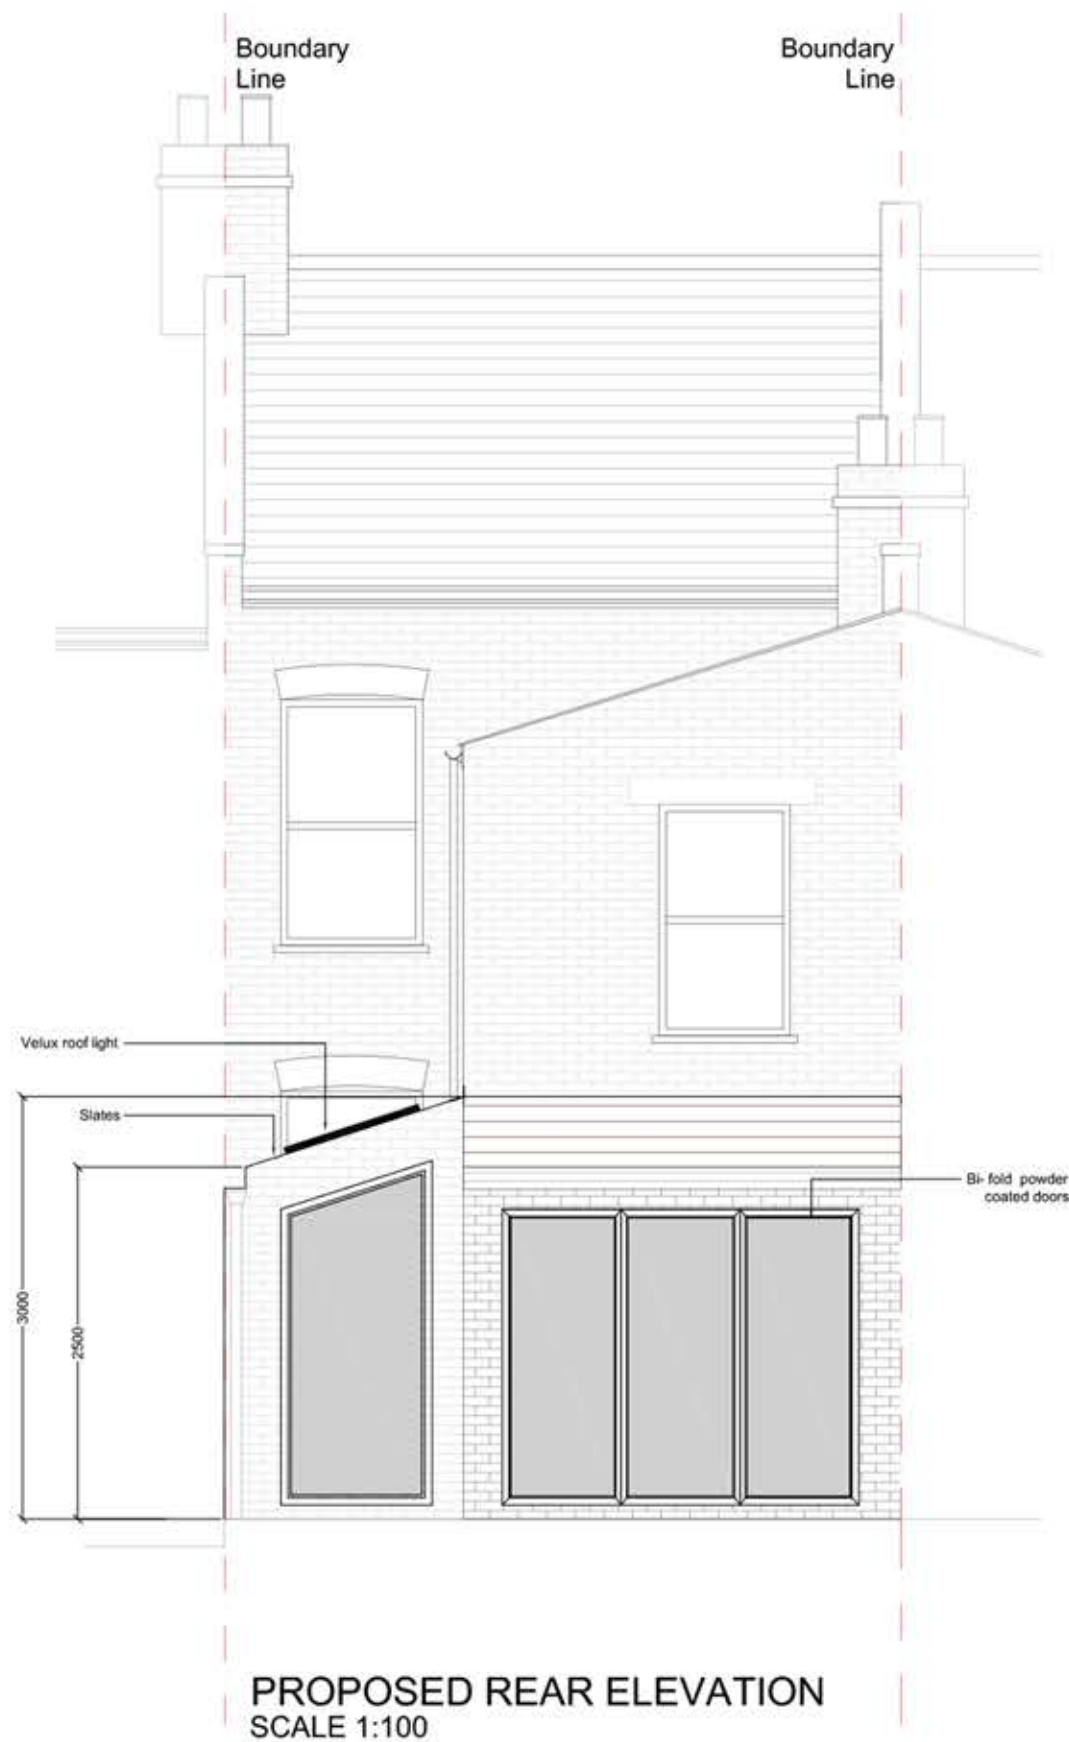 Boundary
Line
Boundary
Line
Velux roof light
Slates
3000
2500
Bi- fold powder
coated doors
PROPOSED REAR ELEVATION
SCALE 1:100